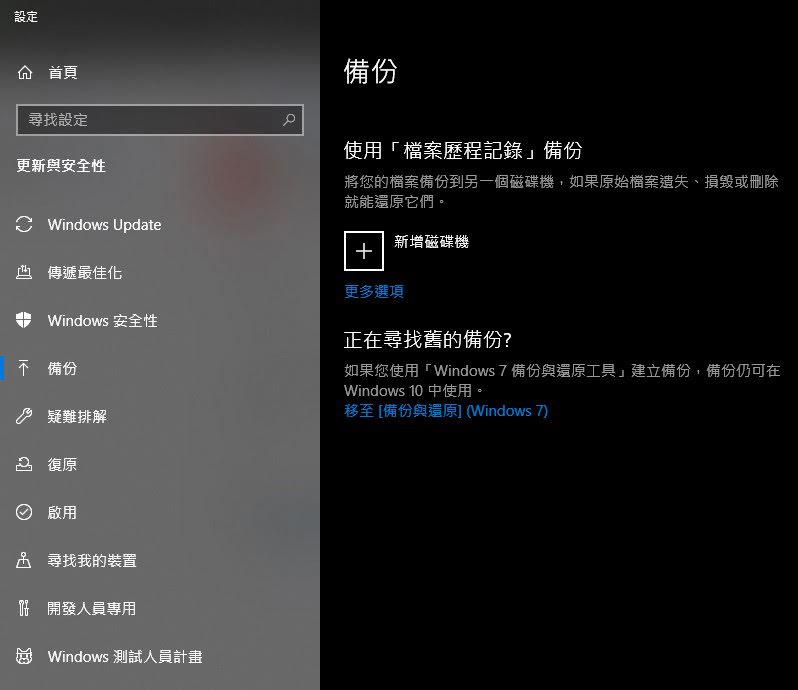 設定
首頁
尋找設定
更新與安全性
Windows Update
傳遞最佳化
Windows 安全性
備份
疑難排解
復原
啟用
尋找我的裝置
開發人員專用
Windows 測試人員計畫
備份
使用「檔案歷程記錄」備份
將您的檔案備份到另一個磁碟機，如果原始檔案遺失、損毀或刪除
就能還原它們。
新增磁碟機
更多選項
正在尋找舊的備份?
如果您使用「Windows 7 備份與還原工具」建立備份，備份仍可在
Windows 10 中使用。
移至 [備份與還原] (Windows 7)